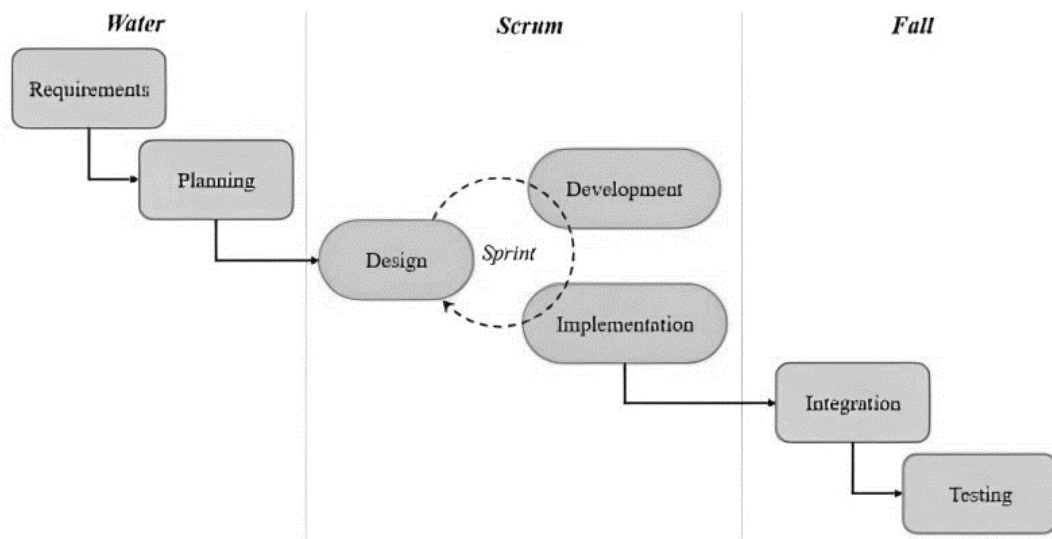 Water
Scrum
Fall
Requirements
Planning
Development
Design
Sprint
Implementation
Integration
Testing